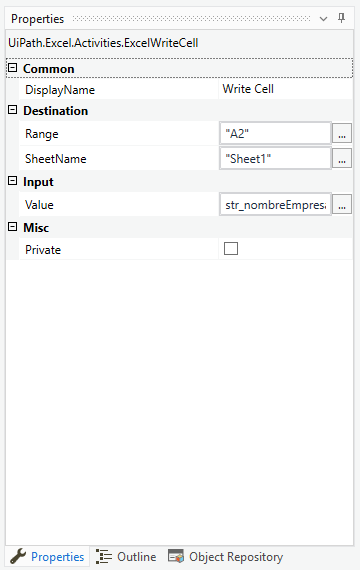 Properties
UiPath.Excel.Activities.ExcelWriteCell
Common
DisplayName Write Cell
Destination
Range "A2" ...
SheetName "Sheet1" ...
Input
Value str_nombreEmpresa ...
Misc
Private
Properties Outline Object Repository